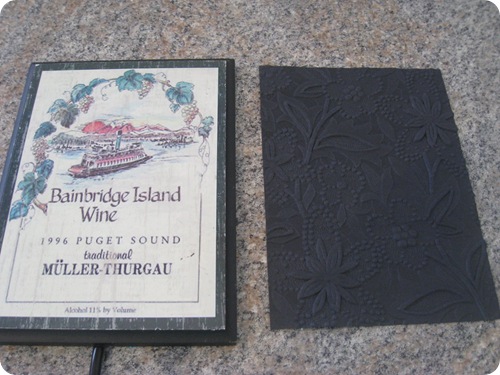 Bainbridge Island
Wine
1996 PUGET SOUND
traditional
MÜLLER-THURGAU
Alcohol 11% by Volume